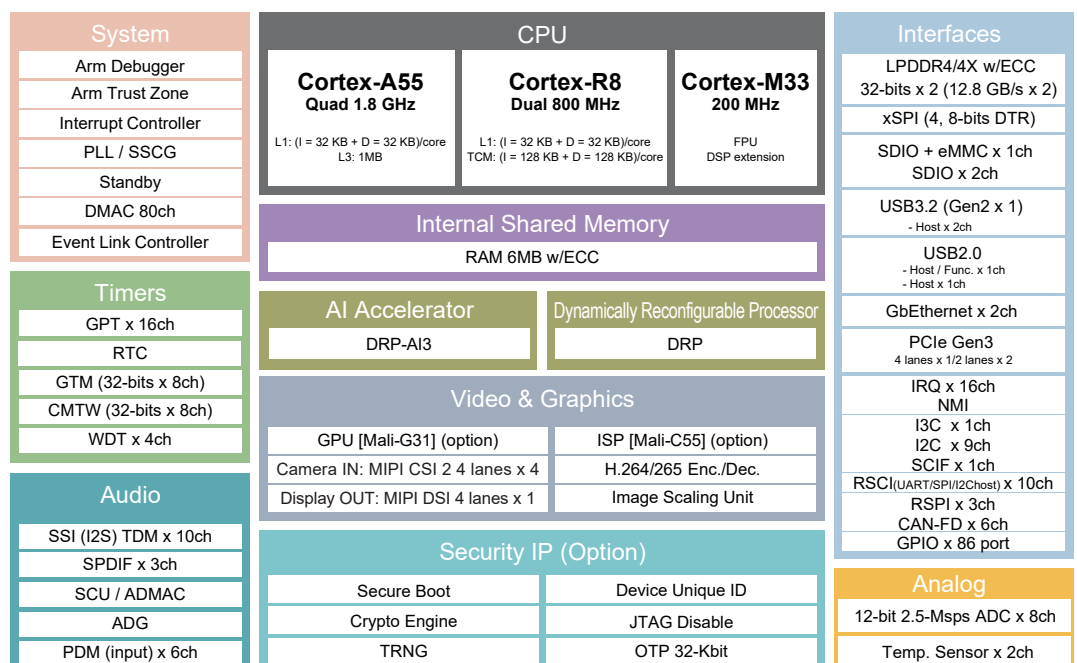 System
Arm Debugger
Arm Trust Zone
Interrupt Controller
PLL / SSCG
Standby
DMAC 80ch
Event Link Controller
Timers
GPT x 16ch
RTC
GTM (32-bits x 8ch)
CMTW (32-bits x 8ch)
WDT x 4ch
Audio
SSI (I2S) TDM x 10ch
SPDIF x 3ch
SCU / ADMAC
ADG
PDM (input) x 6ch
CPU
Cortex-A55
Quad 1.8 GHz
L1: (I = 32 KB + D = 32 KB)/core
L3: 1MB
Cortex-R8
Dual 800 MHz
L1: (I = 32 KB + D = 32 KB)/core
TCM: (I = 128 KB + D = 128 KB)/core
Cortex-M33
200 MHz
FPU
DSP extension
Internal Shared Memory
RAM 6MB w/ECC
AI Accelerator
DRP-AI3
Dynamically Reconfigurable Processor
DRP
Video & Graphics
GPU [Mali-G31] (option)
ISP [Mali-C55] (option)
Camera IN: MIPI CSI 2 4 lanes x 4
H.264/265 Enc./Dec.
Display OUT: MIPI DSI 4 lanes x 1
Image Scaling Unit
Security IP (Option)
Secure Boot
Device Unique ID
Crypto Engine
JTAG Disable
TRNG
OTP 32-Kbit
Interfaces
LPDDR4/4X w/ECC
32-bits x 2 (12.8 GB/s x 2)
xSPI (4, 8-bits DTR)
SDIO + eMMC x 1ch
SDIO x 2ch
USB3.2 (Gen2 x 1)
- Host x 2ch
USB2.0
- Host / Func. x 1ch
- Host x 1ch
GbEthernet x 2ch
PCIe Gen3
4 lanes x 1/2 lanes x 2
IRQ x 16ch
NMI
I3C x 1ch
I2C x 9ch
SCIF x 1ch
RSCI(UART/SPI/I2Chost) x 10ch
RSPI x 3ch
CAN-FD x 6ch
GPIO x 86 port
Analog
12-bit 2.5-Msps ADC x 8ch
Temp. Sensor x 2ch